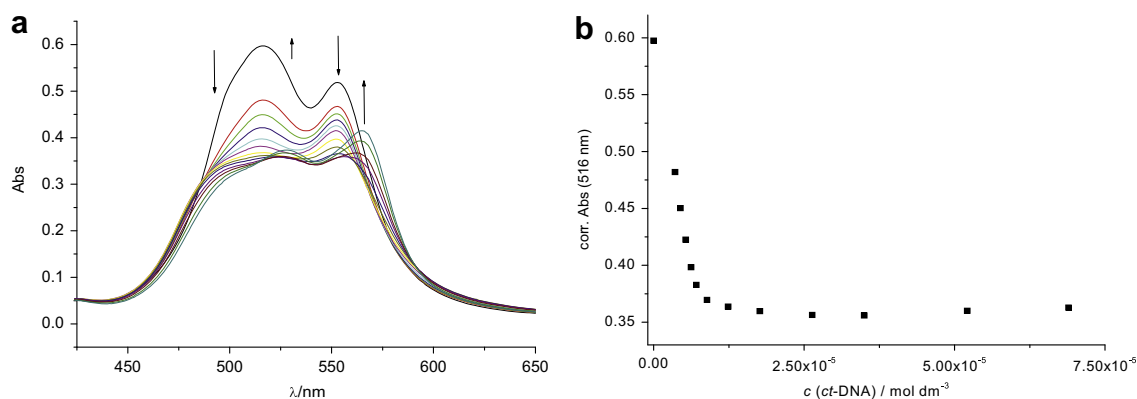 a
0.6
0.5
0.4
0.3
0.2
0.1
0.0
Abs
450 500 550 600 650
λ/nm
b
0.60
0.55
0.50
0.45
0.40
0.35
corr. Abs (516 nm)
0.00 2.50x10⁻⁵ 5.00x10⁻⁵ 7.50x10⁻⁵
c (ct-DNA) / mol dm⁻³